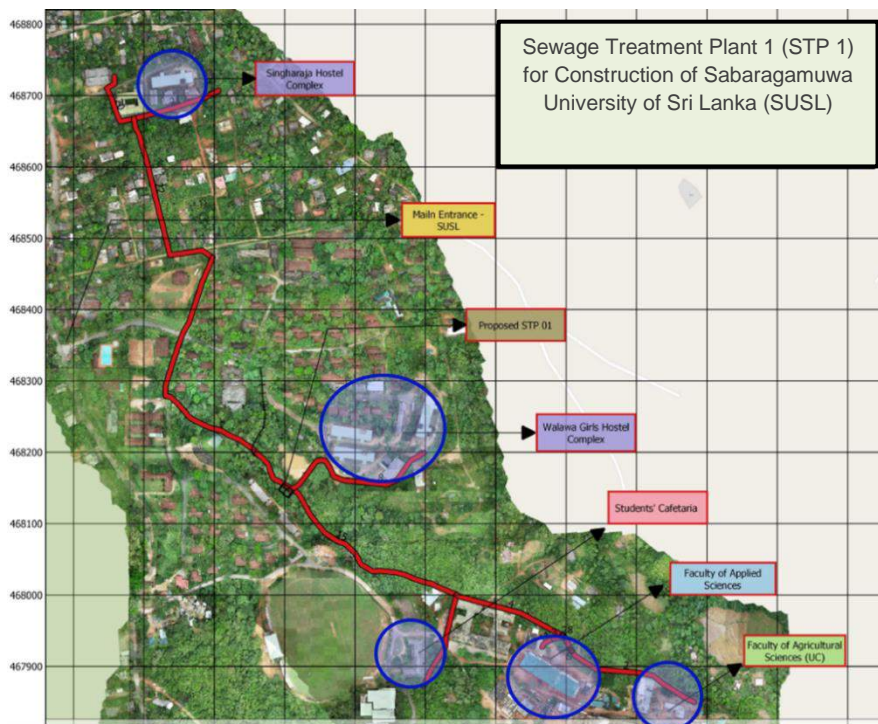 Sewage Treatment Plant 1 (STP 1)
for Construction of Sabaragamuwa
University of Sri Lanka (SUSL)
468800
468700
468600
468500
468400
468300
468200
468100
468000
467900
Singharaja Hostel
Complex
Mailn Entrance -
SUSL
Proposed STP 01
Walawa Girls Hostel
Complex
Students' Cafetaria
Faculty of Applied
Sciences
Faculty of Agricultural
Sciences (UC)